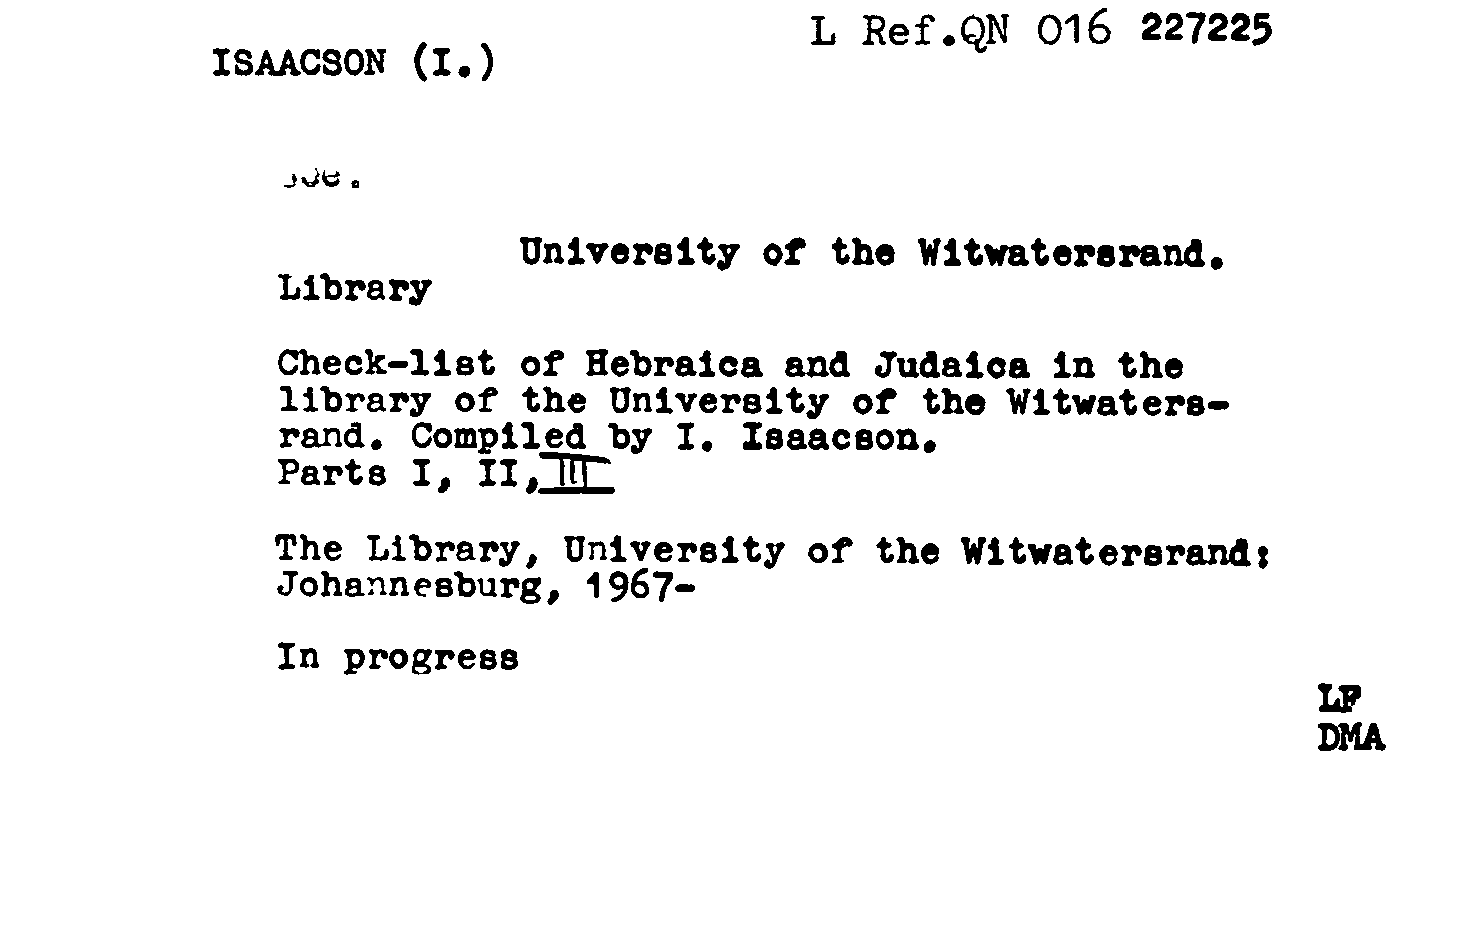 L Ref.QN 016 227225
ISAACSON (I.)
University of the Witwatersrand.
Library
Check-list of Hebraica and Judaica in the
library of the University of the Witwaters-
rand. Compiled by I. Isaacson.
Parts I, II, III
The Library, University of the Witwatersrand:
Johannesburg, 1967-
In progress
LF
DMA